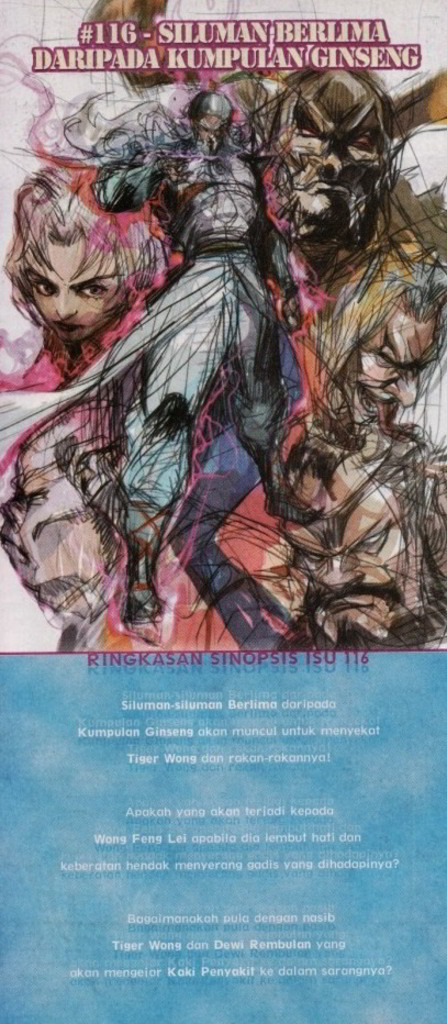 #116 - SILUMAN BERLIMA
DARIPADA KUMPULAN GINSENG
RINGKASAN SINOPSIS ISU 116
Siluman-siluman Berlima daripada
Kumpulan Ginseng akan muncul untuk menyekat
Tiger Wong dan rakan-rakannya!
Apakah yang akan terjadi kepada
Wong Feng Lei apabila dia lembut hati dan
keberatan hendak menyerang gadis yang dihadapinya?
Bagaimanakah pula dengan nasib
Tiger Wong dan Dewi Rembulan yang
akan mengejar Kaki Penyakit ke dalam sarangnya?